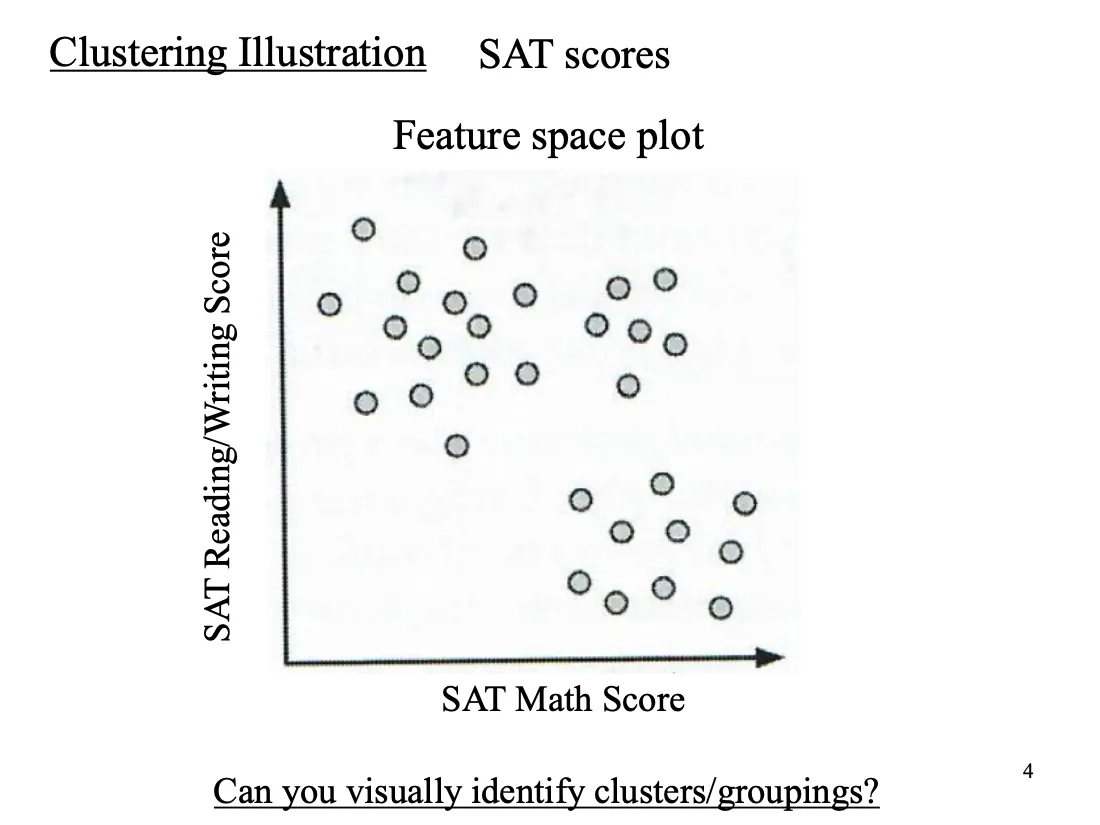 Clustering Illustration SAT scores
Feature space plot
SAT Reading/Writing Score
SAT Math Score
4
Can you visually identify clusters/groupings?